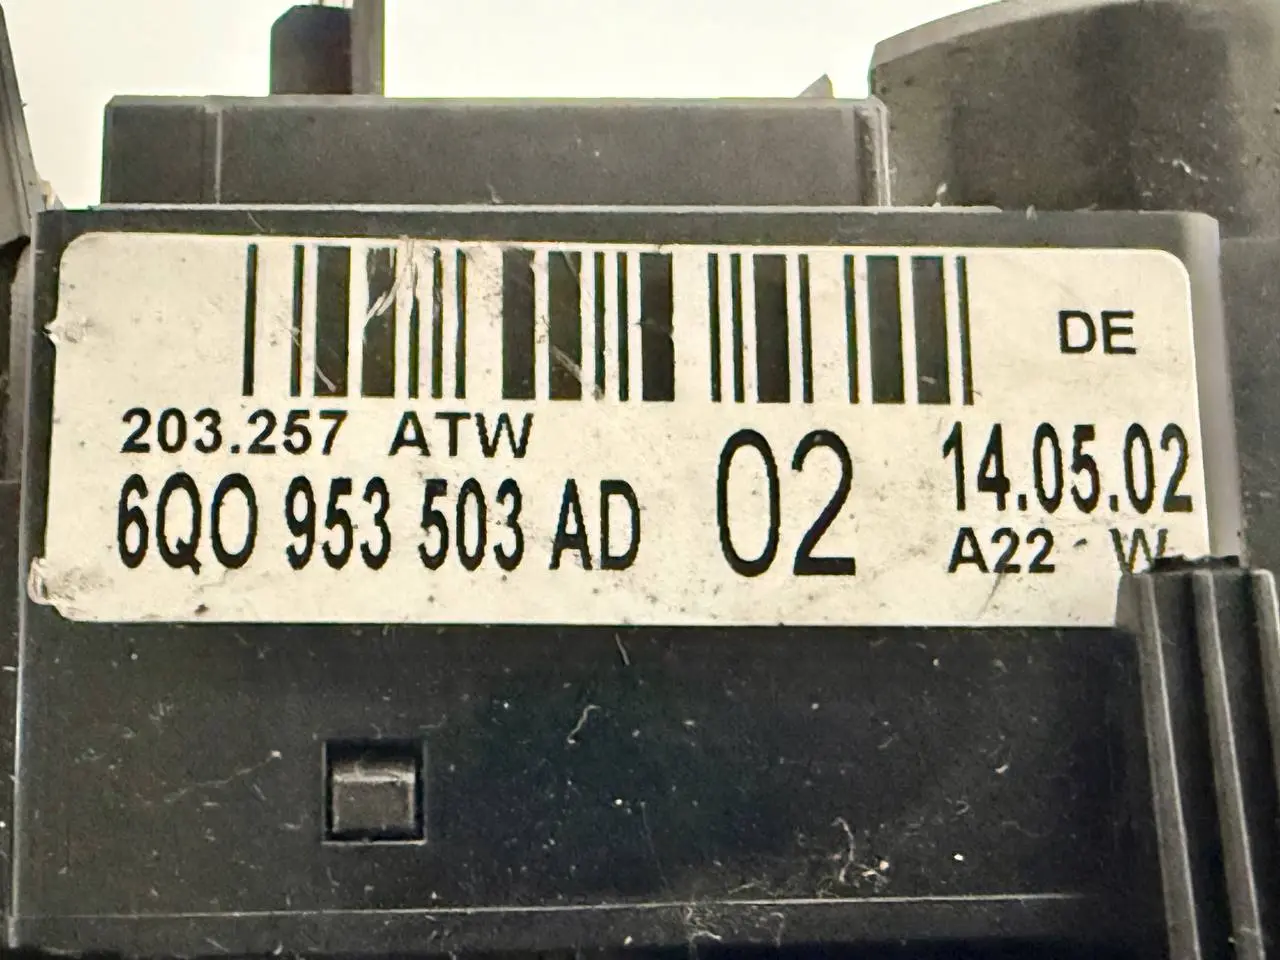 DE
203.257 ATW
6Q0 953 503 AD 02 14.05.02
A22 W